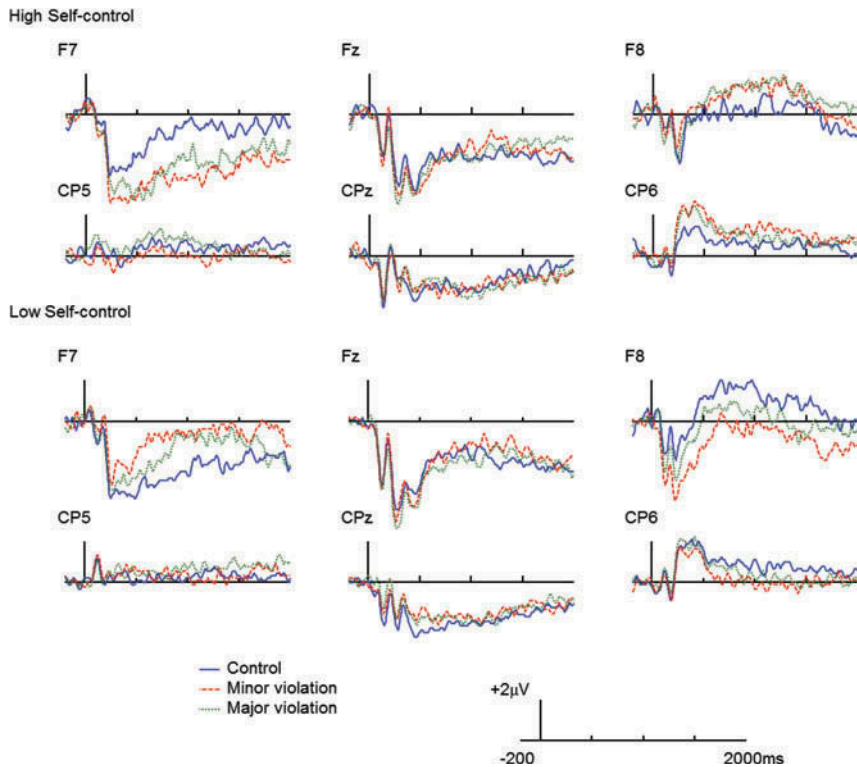 High Self-control
F7 Fz F8
CP5 CPz CP6
Low Self-control
F7 Fz F8
CP5 CPz CP6
Control
Minor violation
Major violation
+2μV
-200 2000ms